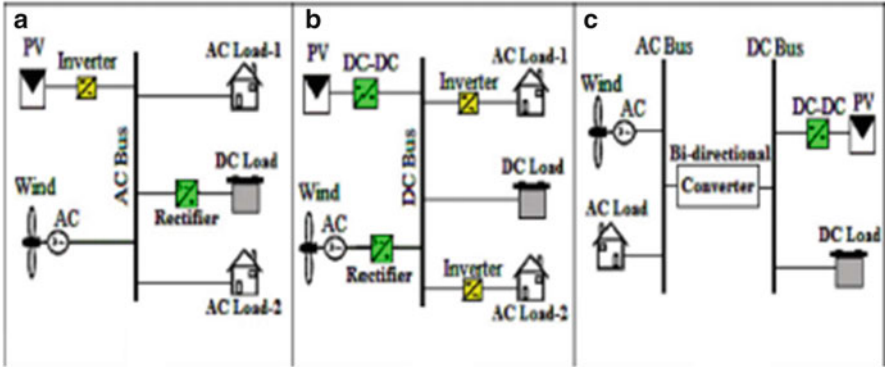 a
PV
Inverter
AC Load-1
AC Bus
DC Load
Rectifier
Wind
AC
AC Load-2
b
PV
DC-DC
AC Load-1
Inverter
DC Bus
DC Load
Wind
AC
Rectifier
Inverter
AC Load-2
c
AC Bus
DC Bus
Wind
AC
DC-DC
PV
Bi-directional
Converter
AC Load
DC Load